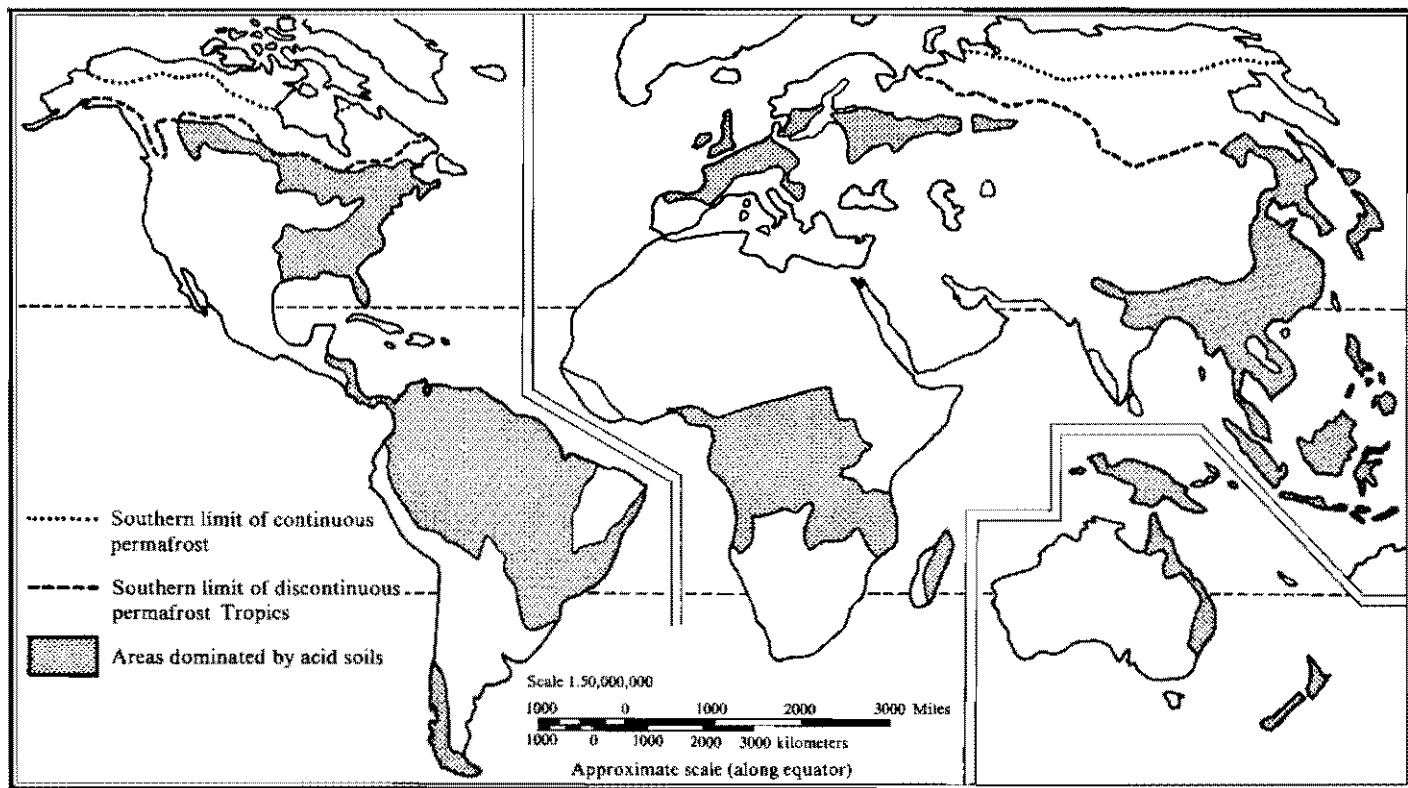 Southern limit of continuous
permafrost
Southern limit of discontinuous
permafrost Tropics
Areas dominated by acid soils
Scale 1.50,000,000
1000 0 1000 2000 3000 Miles
1000 0 1000 2000 3000 kilometers
Approximate scale (along equator)